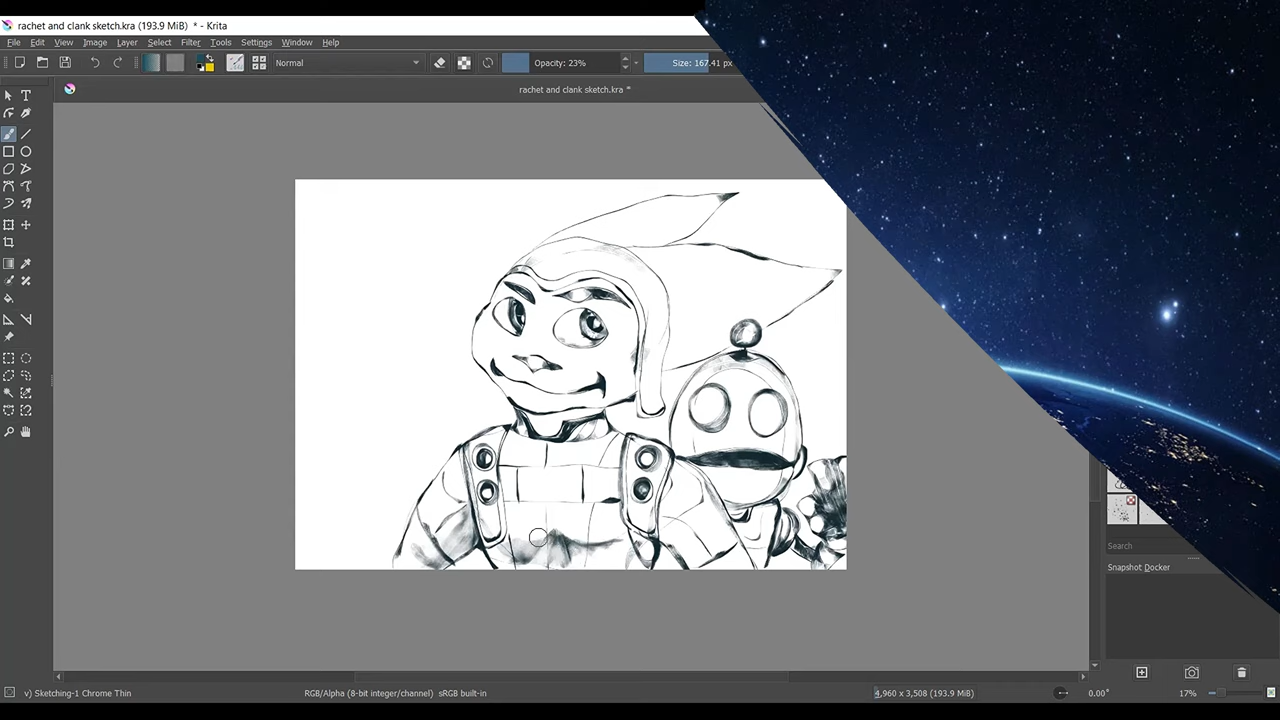 rachet and clank sketch.kra (193.9 MiB) * - Krita
File Edit View Image Layer Select Filter Tools Settings Window Help
Normal Opacity: 23% Size: 167.41 px
rachet and clank sketch.kra *
Search
Snapshot Docker
v) Sketching-1 Chrome Thin RGB/Alpha (8-bit integer/channel) sRGB built-in 4,960 x 3,508 (193.9 MiB) 0.00° 17%